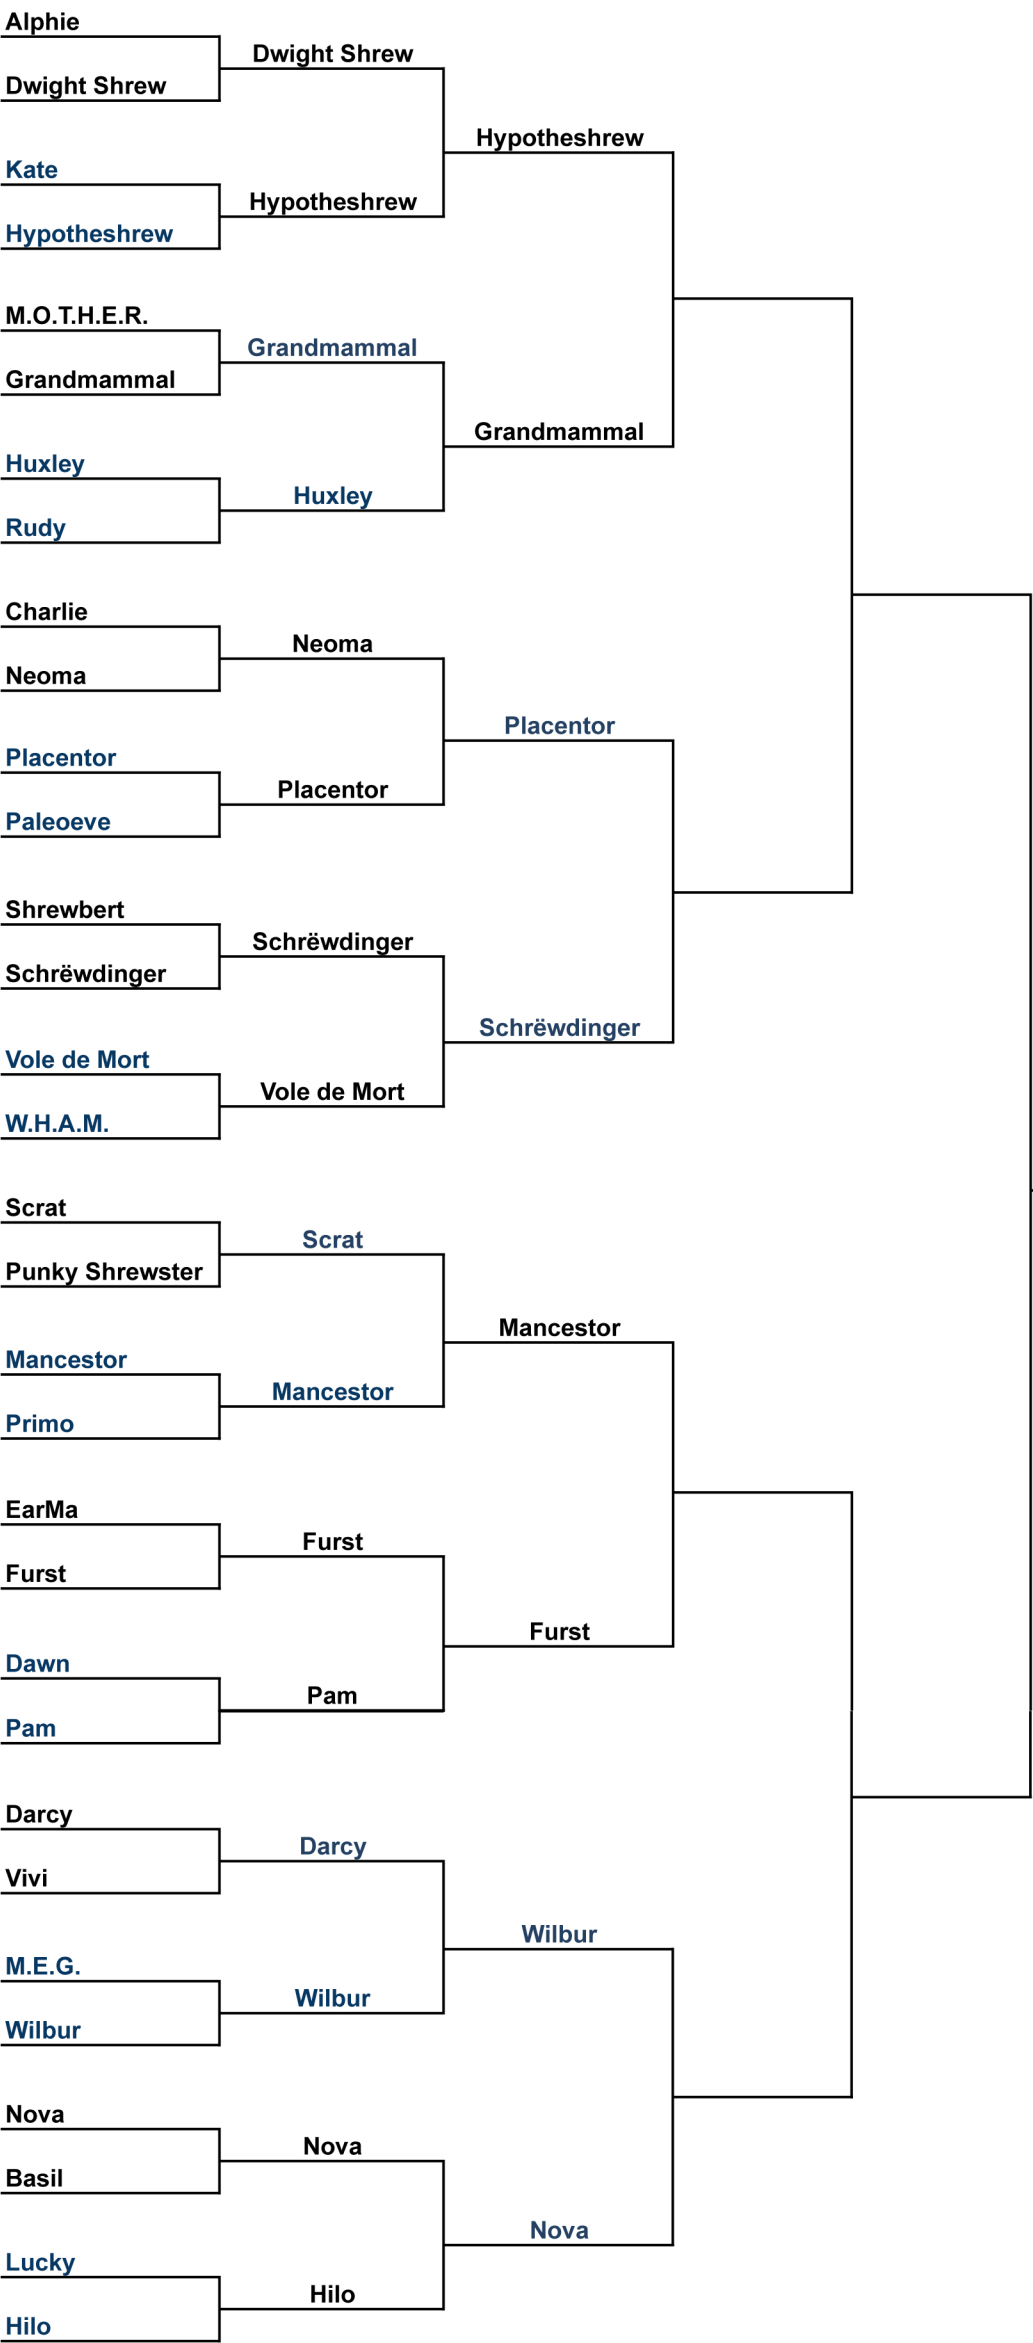 Alphie
Dwight Shrew
Dwight Shrew
Hypotheshrew
Kate
Hypotheshrew
Hypotheshrew
M.O.T.H.E.R.
Grandmammal
Grandmammal
Grandmammal
Huxley
Huxley
Rudy
Charlie
Neoma
Neoma
Placentor
Placentor
Placentor
Paleoeve
Shrewbert
Schrëwdinger
Schrëwdinger
Schrëwdinger
Vole de Mort
Vole de Mort
W.H.A.M.
Scrat
Scrat
Punky Shrewster
Mancestor
Mancestor
Mancestor
Primo
EarMa
Furst
Furst
Furst
Dawn
Pam
Pam
Darcy
Darcy
Vivi
Wilbur
M.E.G.
Wilbur
Wilbur
Nova
Nova
Basil
Nova
Lucky
Hilo
Hilo